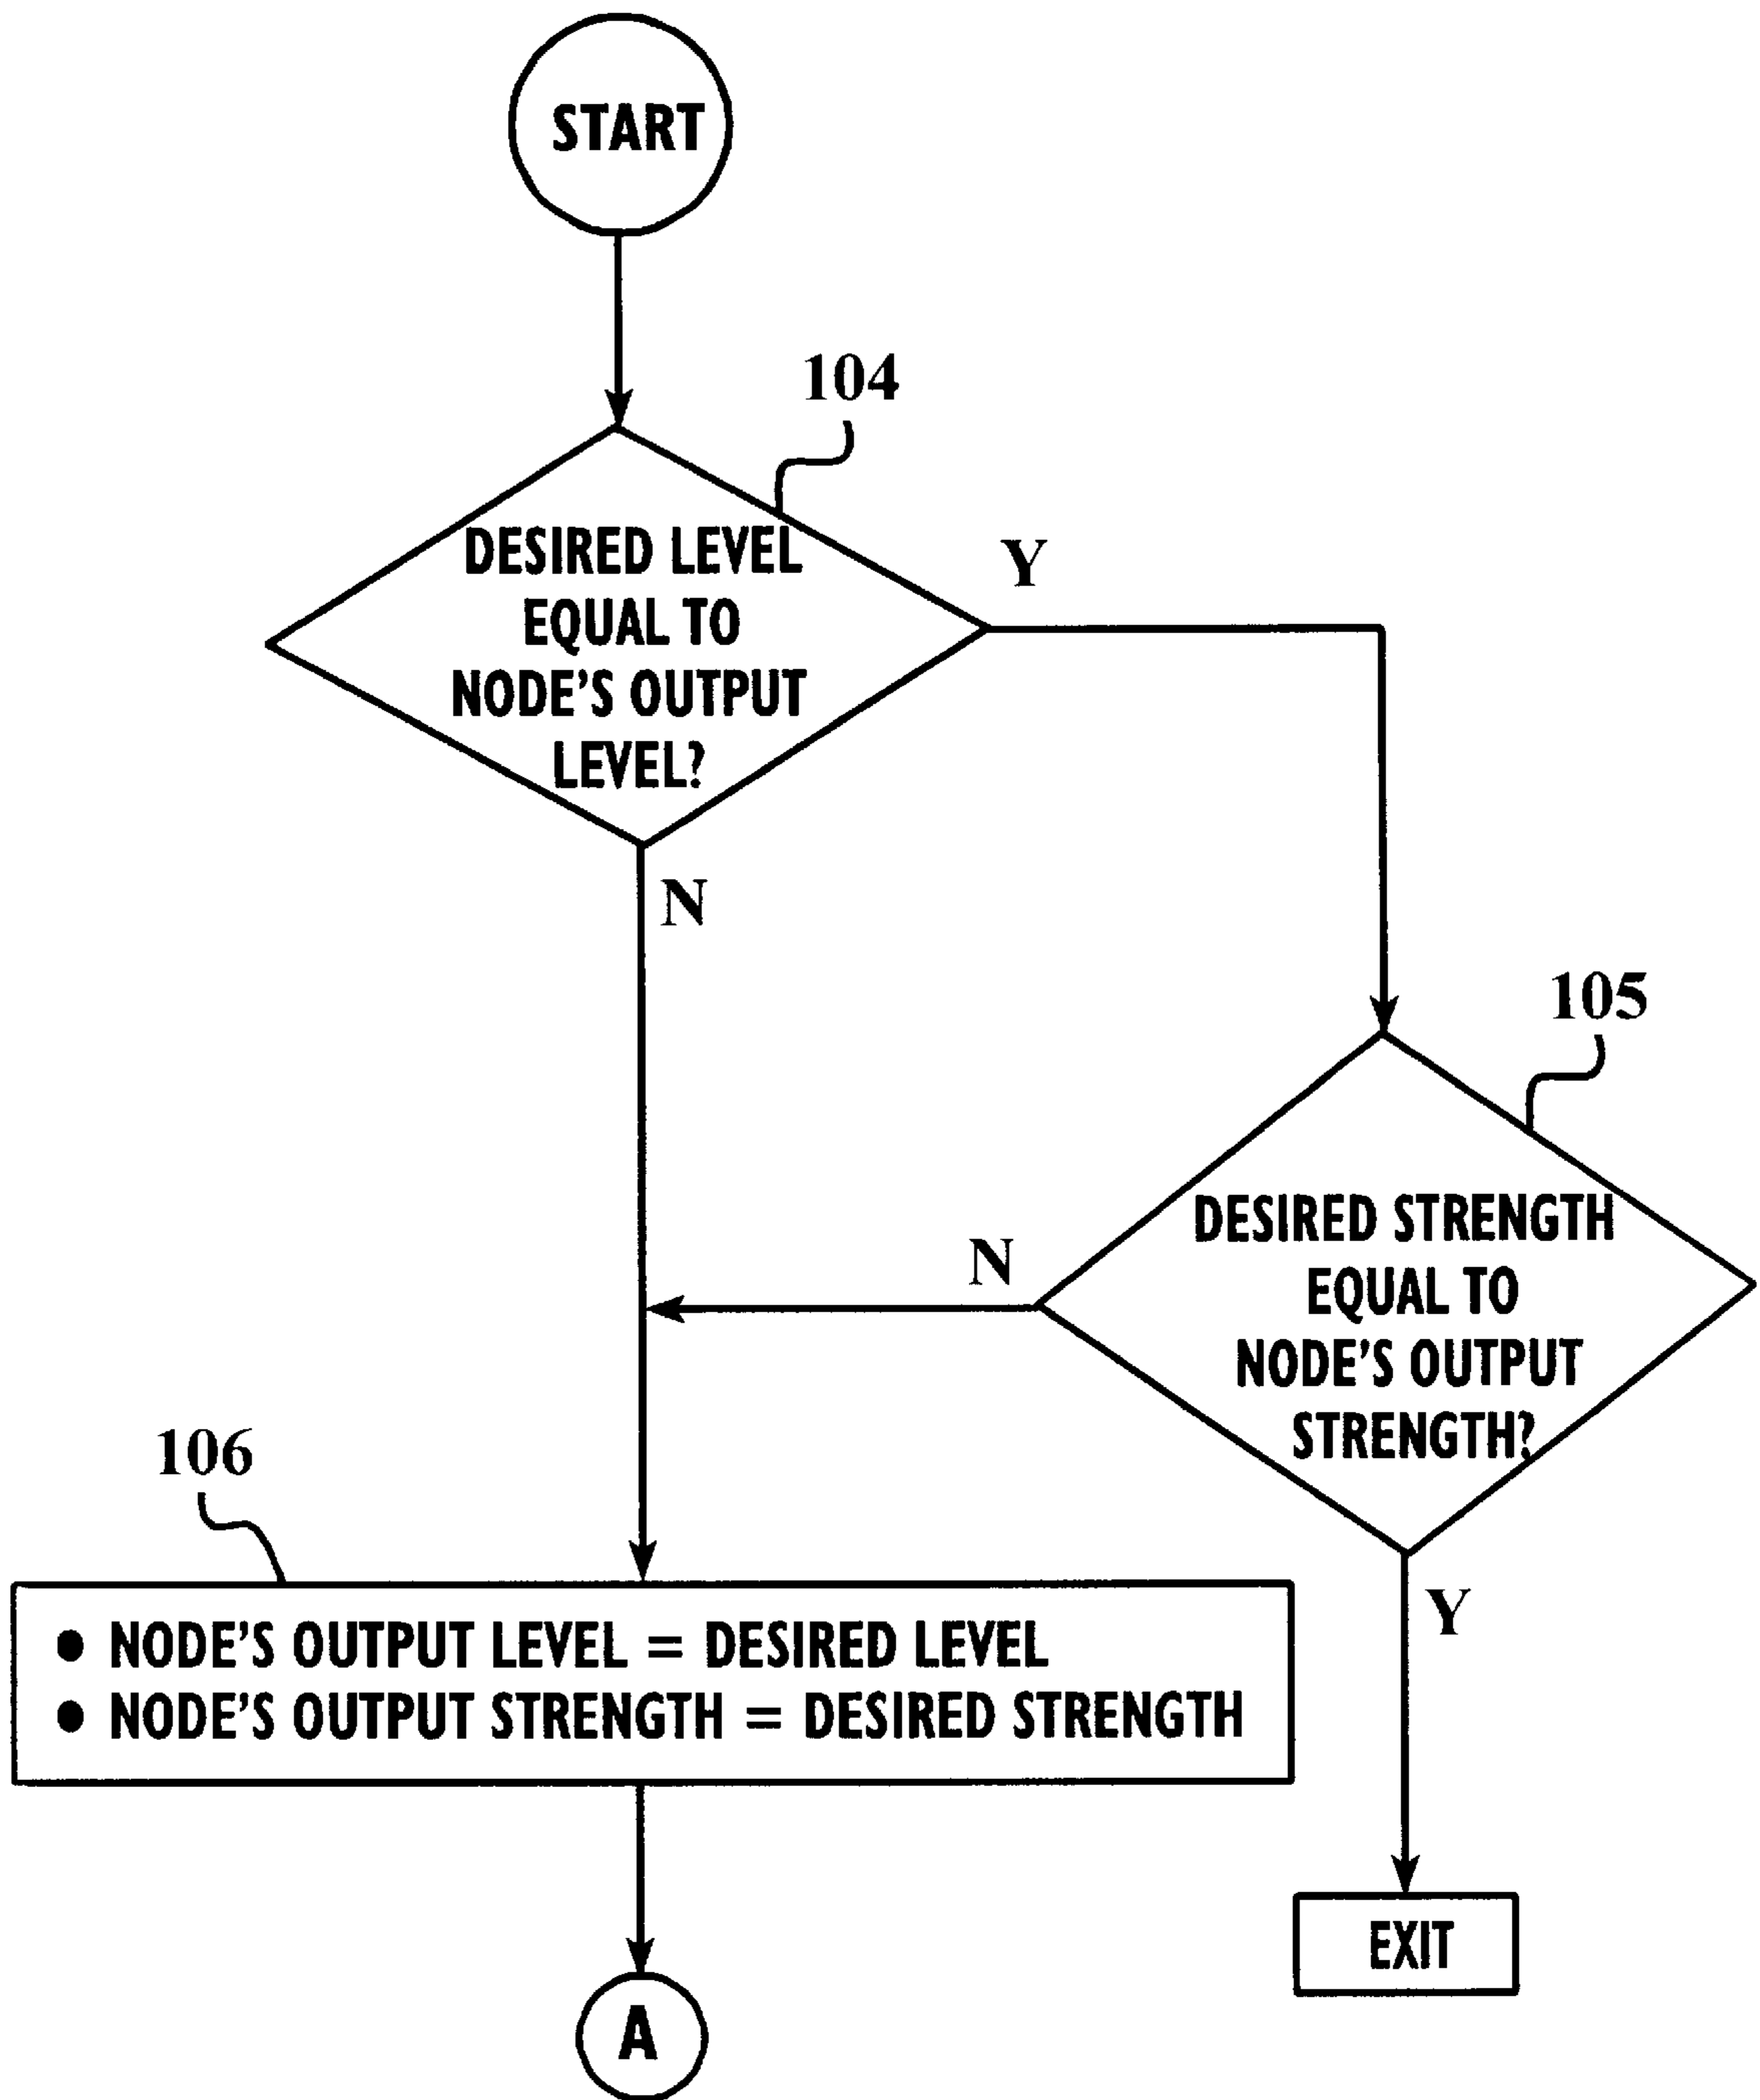 START
104
DESIRED LEVEL
EQUAL TO
NODE'S OUTPUT
LEVEL?
Y
N
105
DESIRED STRENGTH
EQUAL TO
NODE'S OUTPUT
STRENGTH?
N
Y
106
● NODE'S OUTPUT LEVEL = DESIRED LEVEL
● NODE'S OUTPUT STRENGTH = DESIRED STRENGTH
EXIT
A